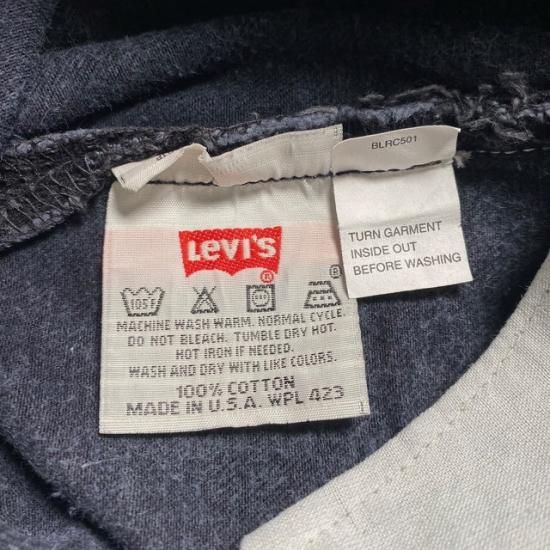 BLRC501
TURN GARMENT
INSIDE OUT
BEFORE WASHING
LEVI'S
®
®
105F
MACHINE WASH WARM. NORMAL CYCLE.
DO NOT BLEACH. TUMBLE DRY HOT.
HOT IRON IF NEEDED.
WASH AND DRY WITH LIKE COLORS.
100% COTTON
MADE IN U.S.A. WPL 423